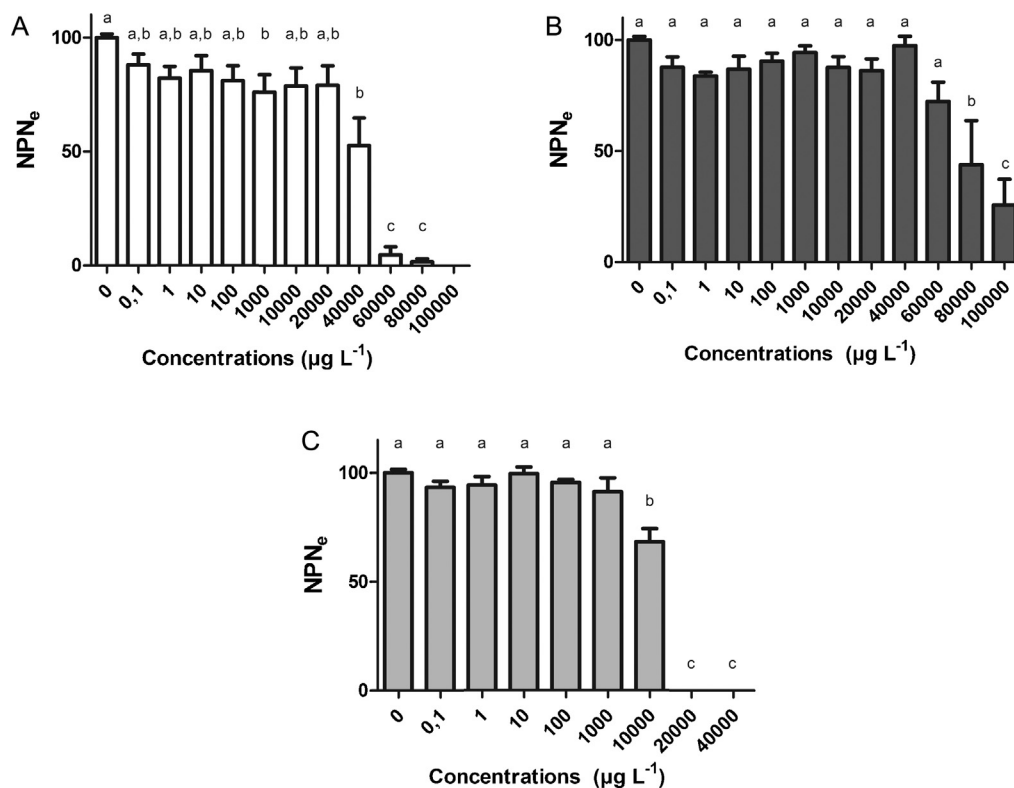 A
a a,b a,b a,b a,b b a,b a,b b c c
100
50
0
NPNₑ
0 0,1 1 10 100 1000 10000 20000 40000 60000 80000 100000
Concentrations (µg L⁻¹)
B
a a a a a a a a a a b c
100
50
0
NPNₑ
0 0,1 1 10 100 1000 10000 20000 40000 60000 80000 100000
Concentrations (µg L⁻¹)
C
a a a a a a b c c
100
50
0
NPNₑ
0 0,1 1 10 100 1000 10000 20000 40000
Concentrations (µg L⁻¹)